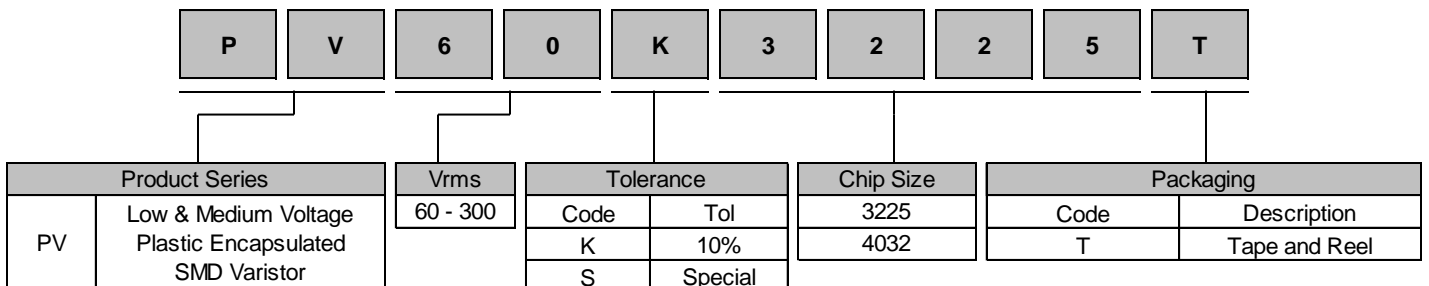 P V 6 0 K 3 2 2 5 T
Product Series
PV
Low & Medium Voltage
Plastic Encapsulated
SMD Varistor
Vrms
60 - 300
Tolerance
Code Tol
K 10%
S Special
Chip Size
3225
4032
Packaging
Code Description
T Tape and Reel